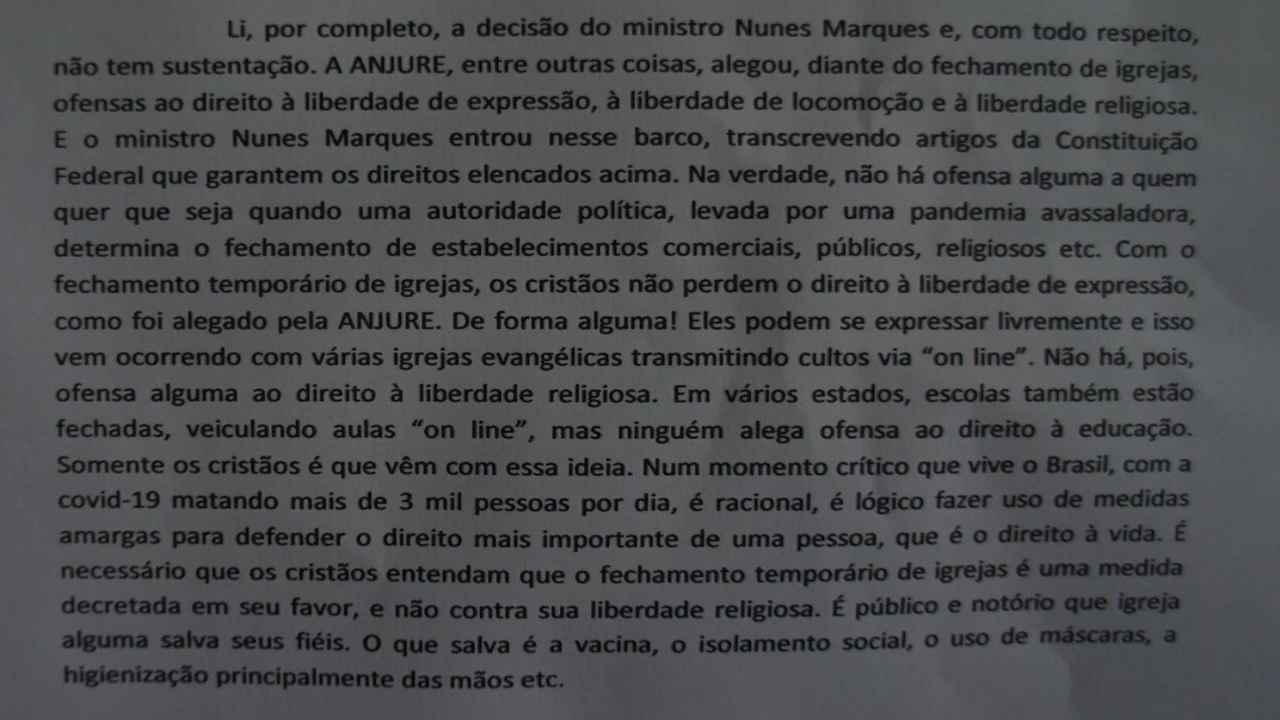 Li, por completo, a decisão do ministro Nunes Marques e, com todo respeito,
não tem sustentação. A ANJURE, entre outras coisas, alegou, diante do fechamento de igrejas,
ofensas ao direito à liberdade de expressão, à liberdade de locomoção e à liberdade religiosa.
E o ministro Nunes Marques entrou nesse barco, transcrevendo artigos da Constituição
Federal que garantem os direitos elencados acima. Na verdade, não há ofensa alguma a quem
quer que seja quando uma autoridade política, levada por uma pandemia avassaladora,
determina o fechamento de estabelecimentos comerciais, públicos, religiosos etc. Com o
fechamento temporário de igrejas, os cristãos não perdem o direito à liberdade de expressão,
como foi alegado pela ANJURE. De forma alguma! Eles podem se expressar livremente e isso
vem ocorrendo com várias igrejas evangélicas transmitindo cultos via “on line”. Não há, pois,
ofensa alguma ao direito à liberdade religiosa. Em vários estados, escolas também estão
fechadas, veiculando aulas “on line”, mas ninguém alega ofensa ao direito à educação.
Somente os cristãos é que vêm com essa ideia. Num momento crítico que vive o Brasil, com a
covid-19 matando mais de 3 mil pessoas por dia, é racional, é lógico fazer uso de medidas
amargas para defender o direito mais importante de uma pessoa, que é o direito à vida. É
necessário que os cristãos entendam que o fechamento temporário de igrejas é uma medida
decretada em seu favor, e não contra sua liberdade religiosa. É público e notório que igreja
alguma salva seus fiéis. O que salva é a vacina, o isolamento social, o uso de máscaras, a
higienização principalmente das mãos etc.